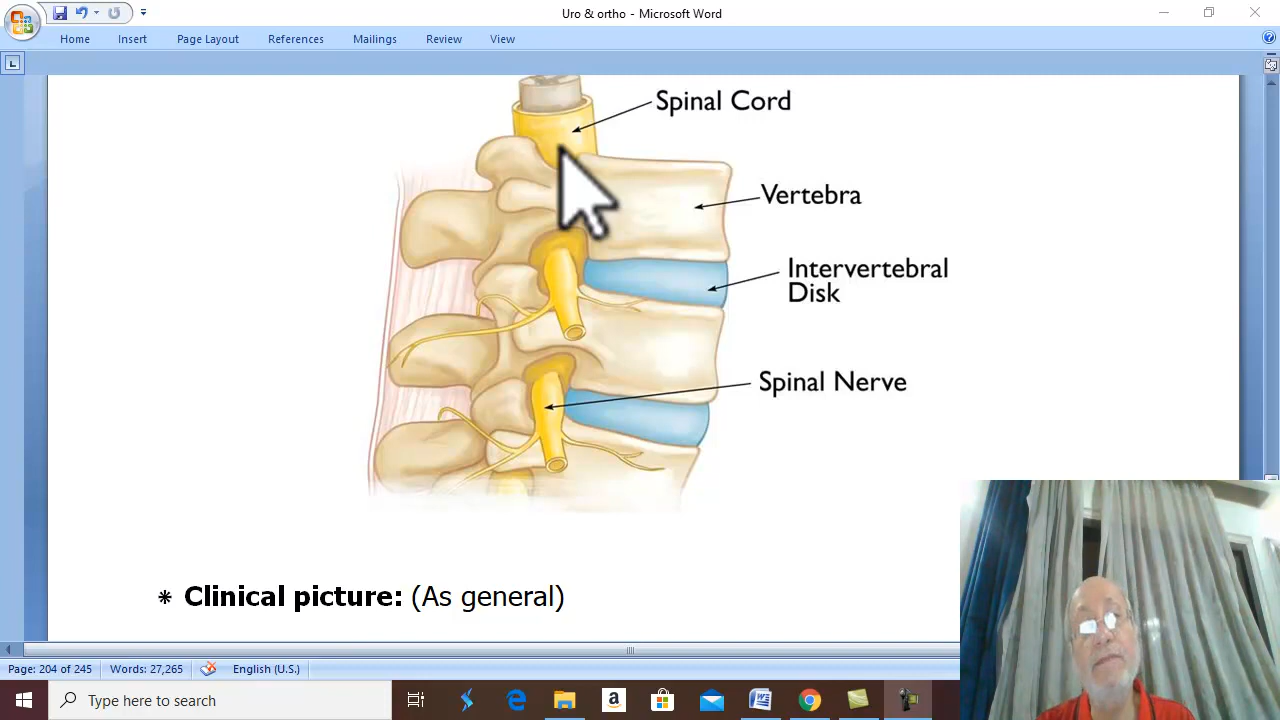 Uro & ortho - Microsoft Word
Home Insert Page Layout References Mailings Review View
Spinal Cord
Vertebra
Intervertebral
Disk
Spinal Nerve
* Clinical picture: (As general)
Page: 204 of 245 Words: 27,265 English (U.S.)
Type here to search